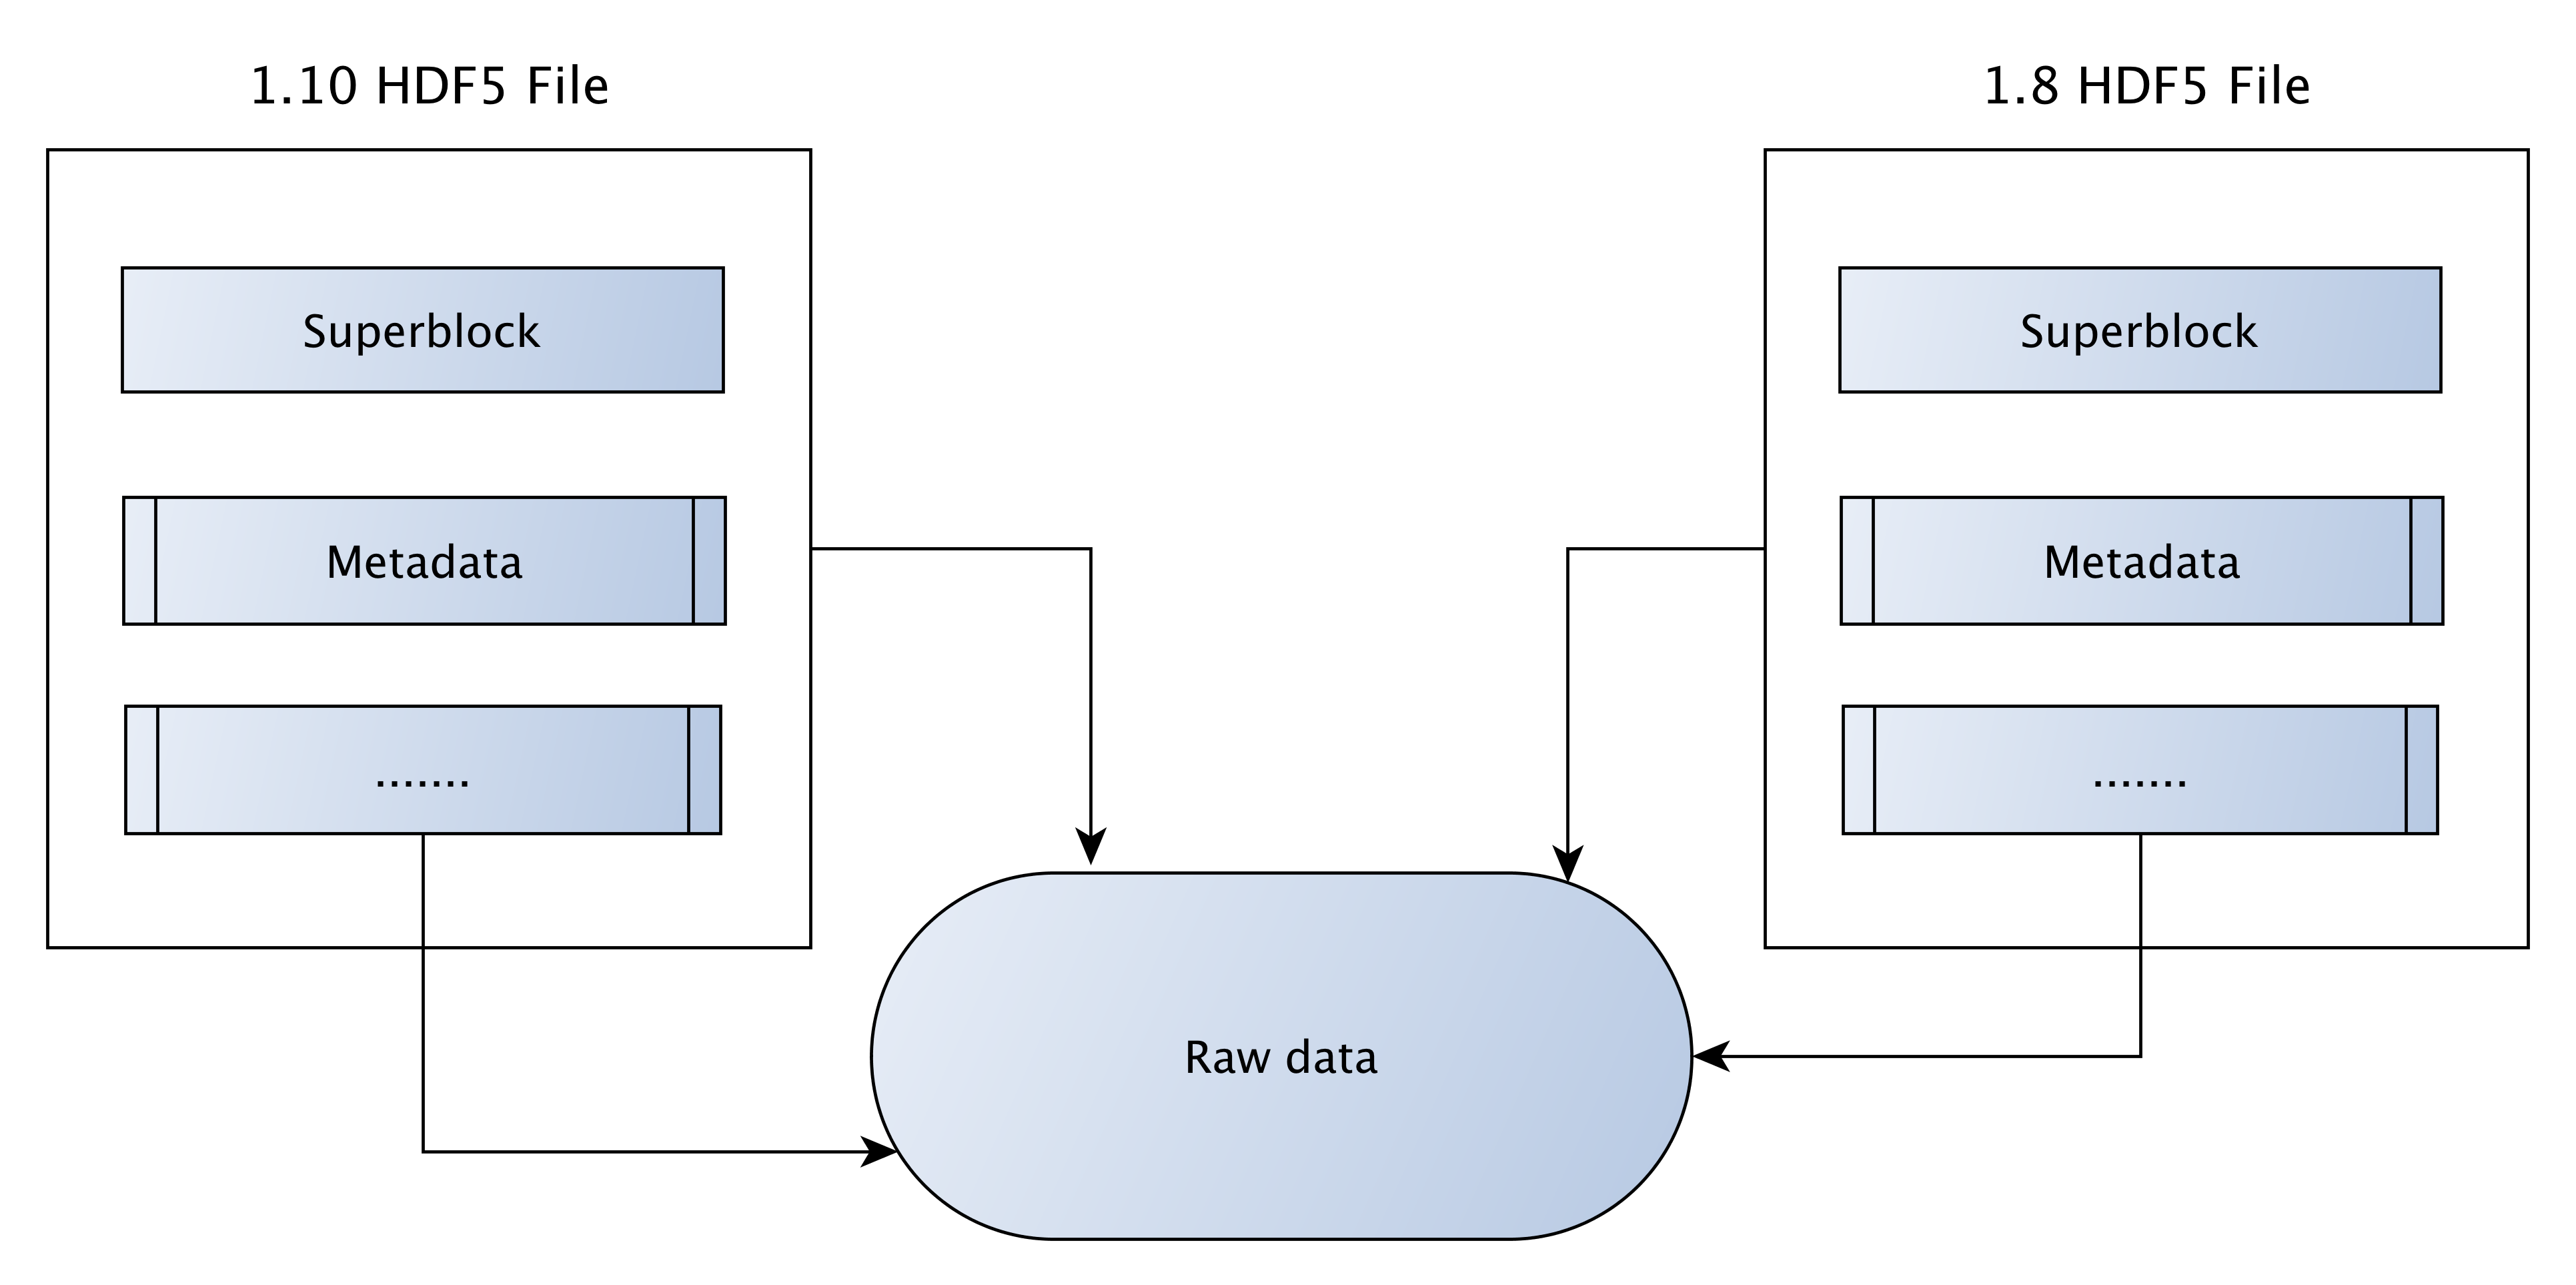 1.10 HDF5 File
1.8 HDF5 File
Superblock
Superblock
Metadata
Metadata
.......
.......
Raw data